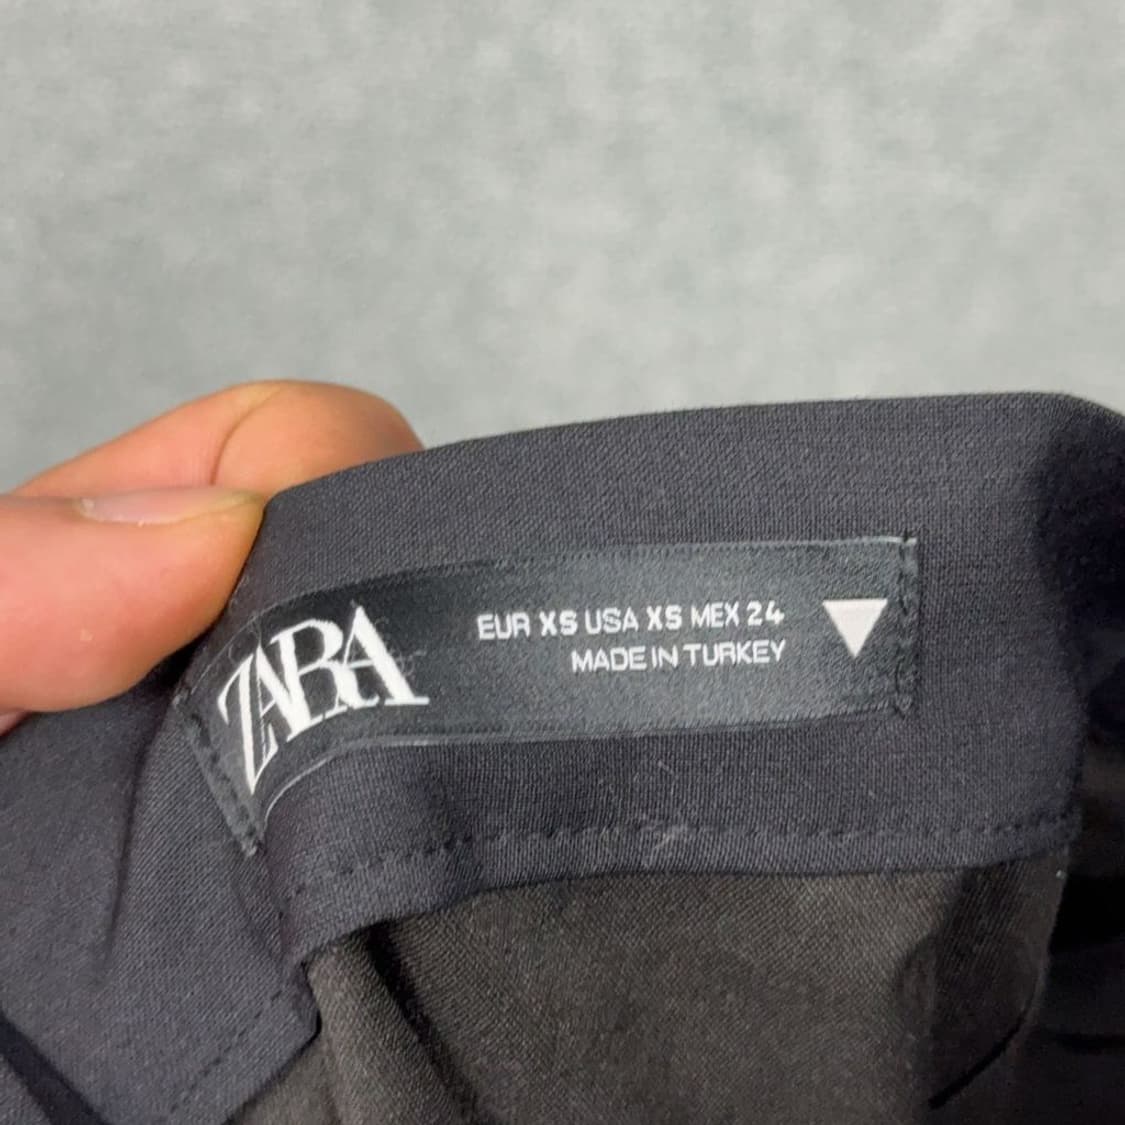 ZARA
EUR XS USA XS MEX 24
MADE IN TURKEY